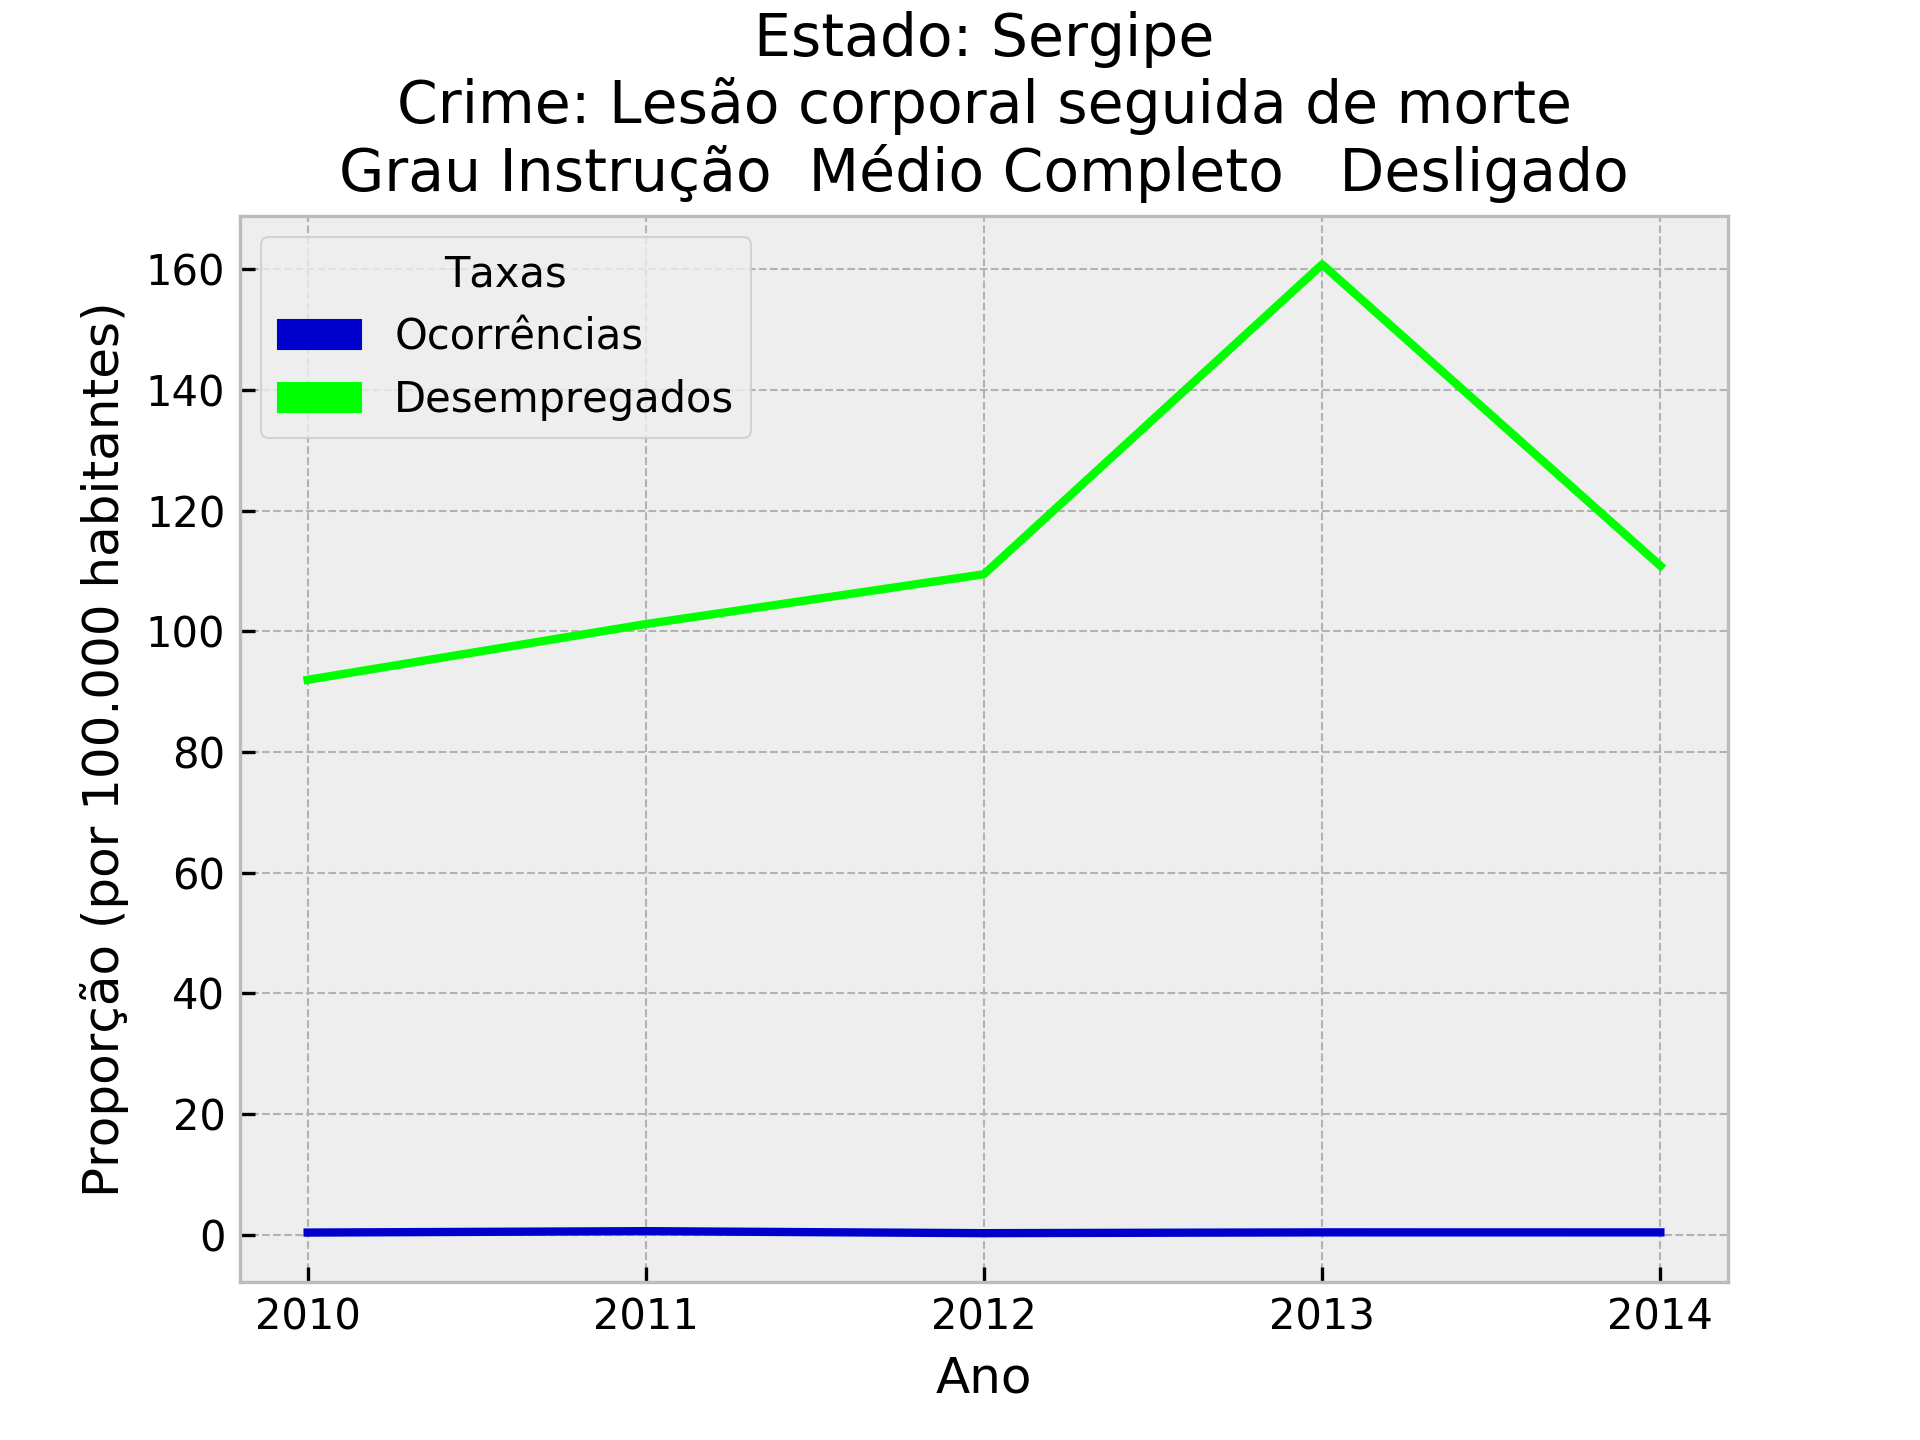 Estado: Sergipe
Crime: Lesão corporal seguida de morte
Grau Instrução  Médio Completo   Desligado
Proporção (por 100.000 habitantes)
160
140
120
100
80
60
40
20
0
Taxas
Ocorrências
Desempregados
2010 2011 2012 2013 2014
Ano